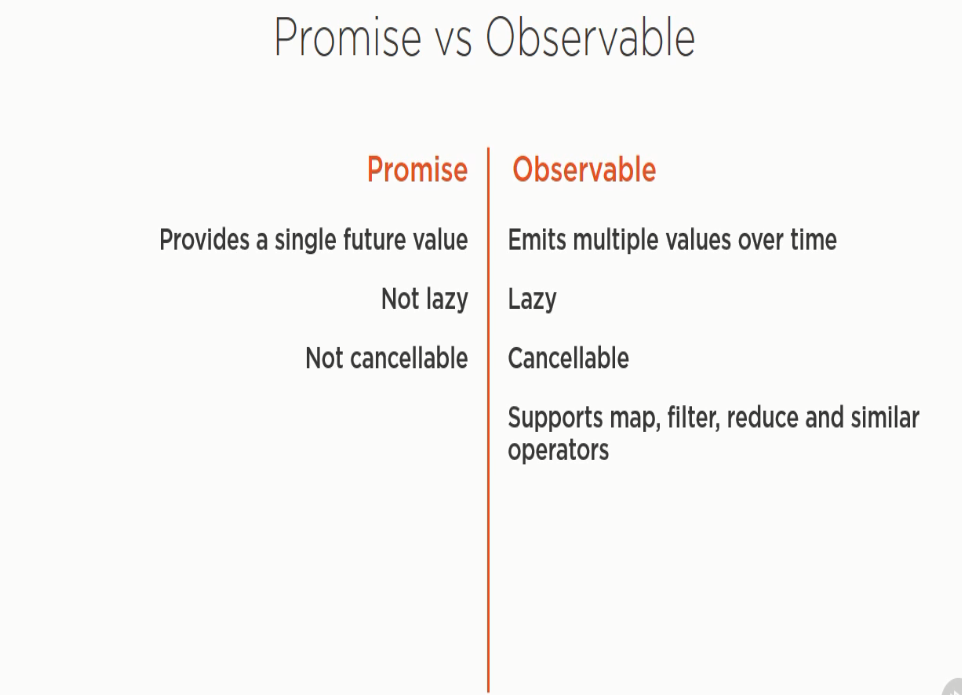 Promise vs Observable
Promise
Observable
Provides a single future value
Emits multiple values over time
Not lazy
Lazy
Not cancellable
Cancellable
Supports map, filter, reduce and similar
operators